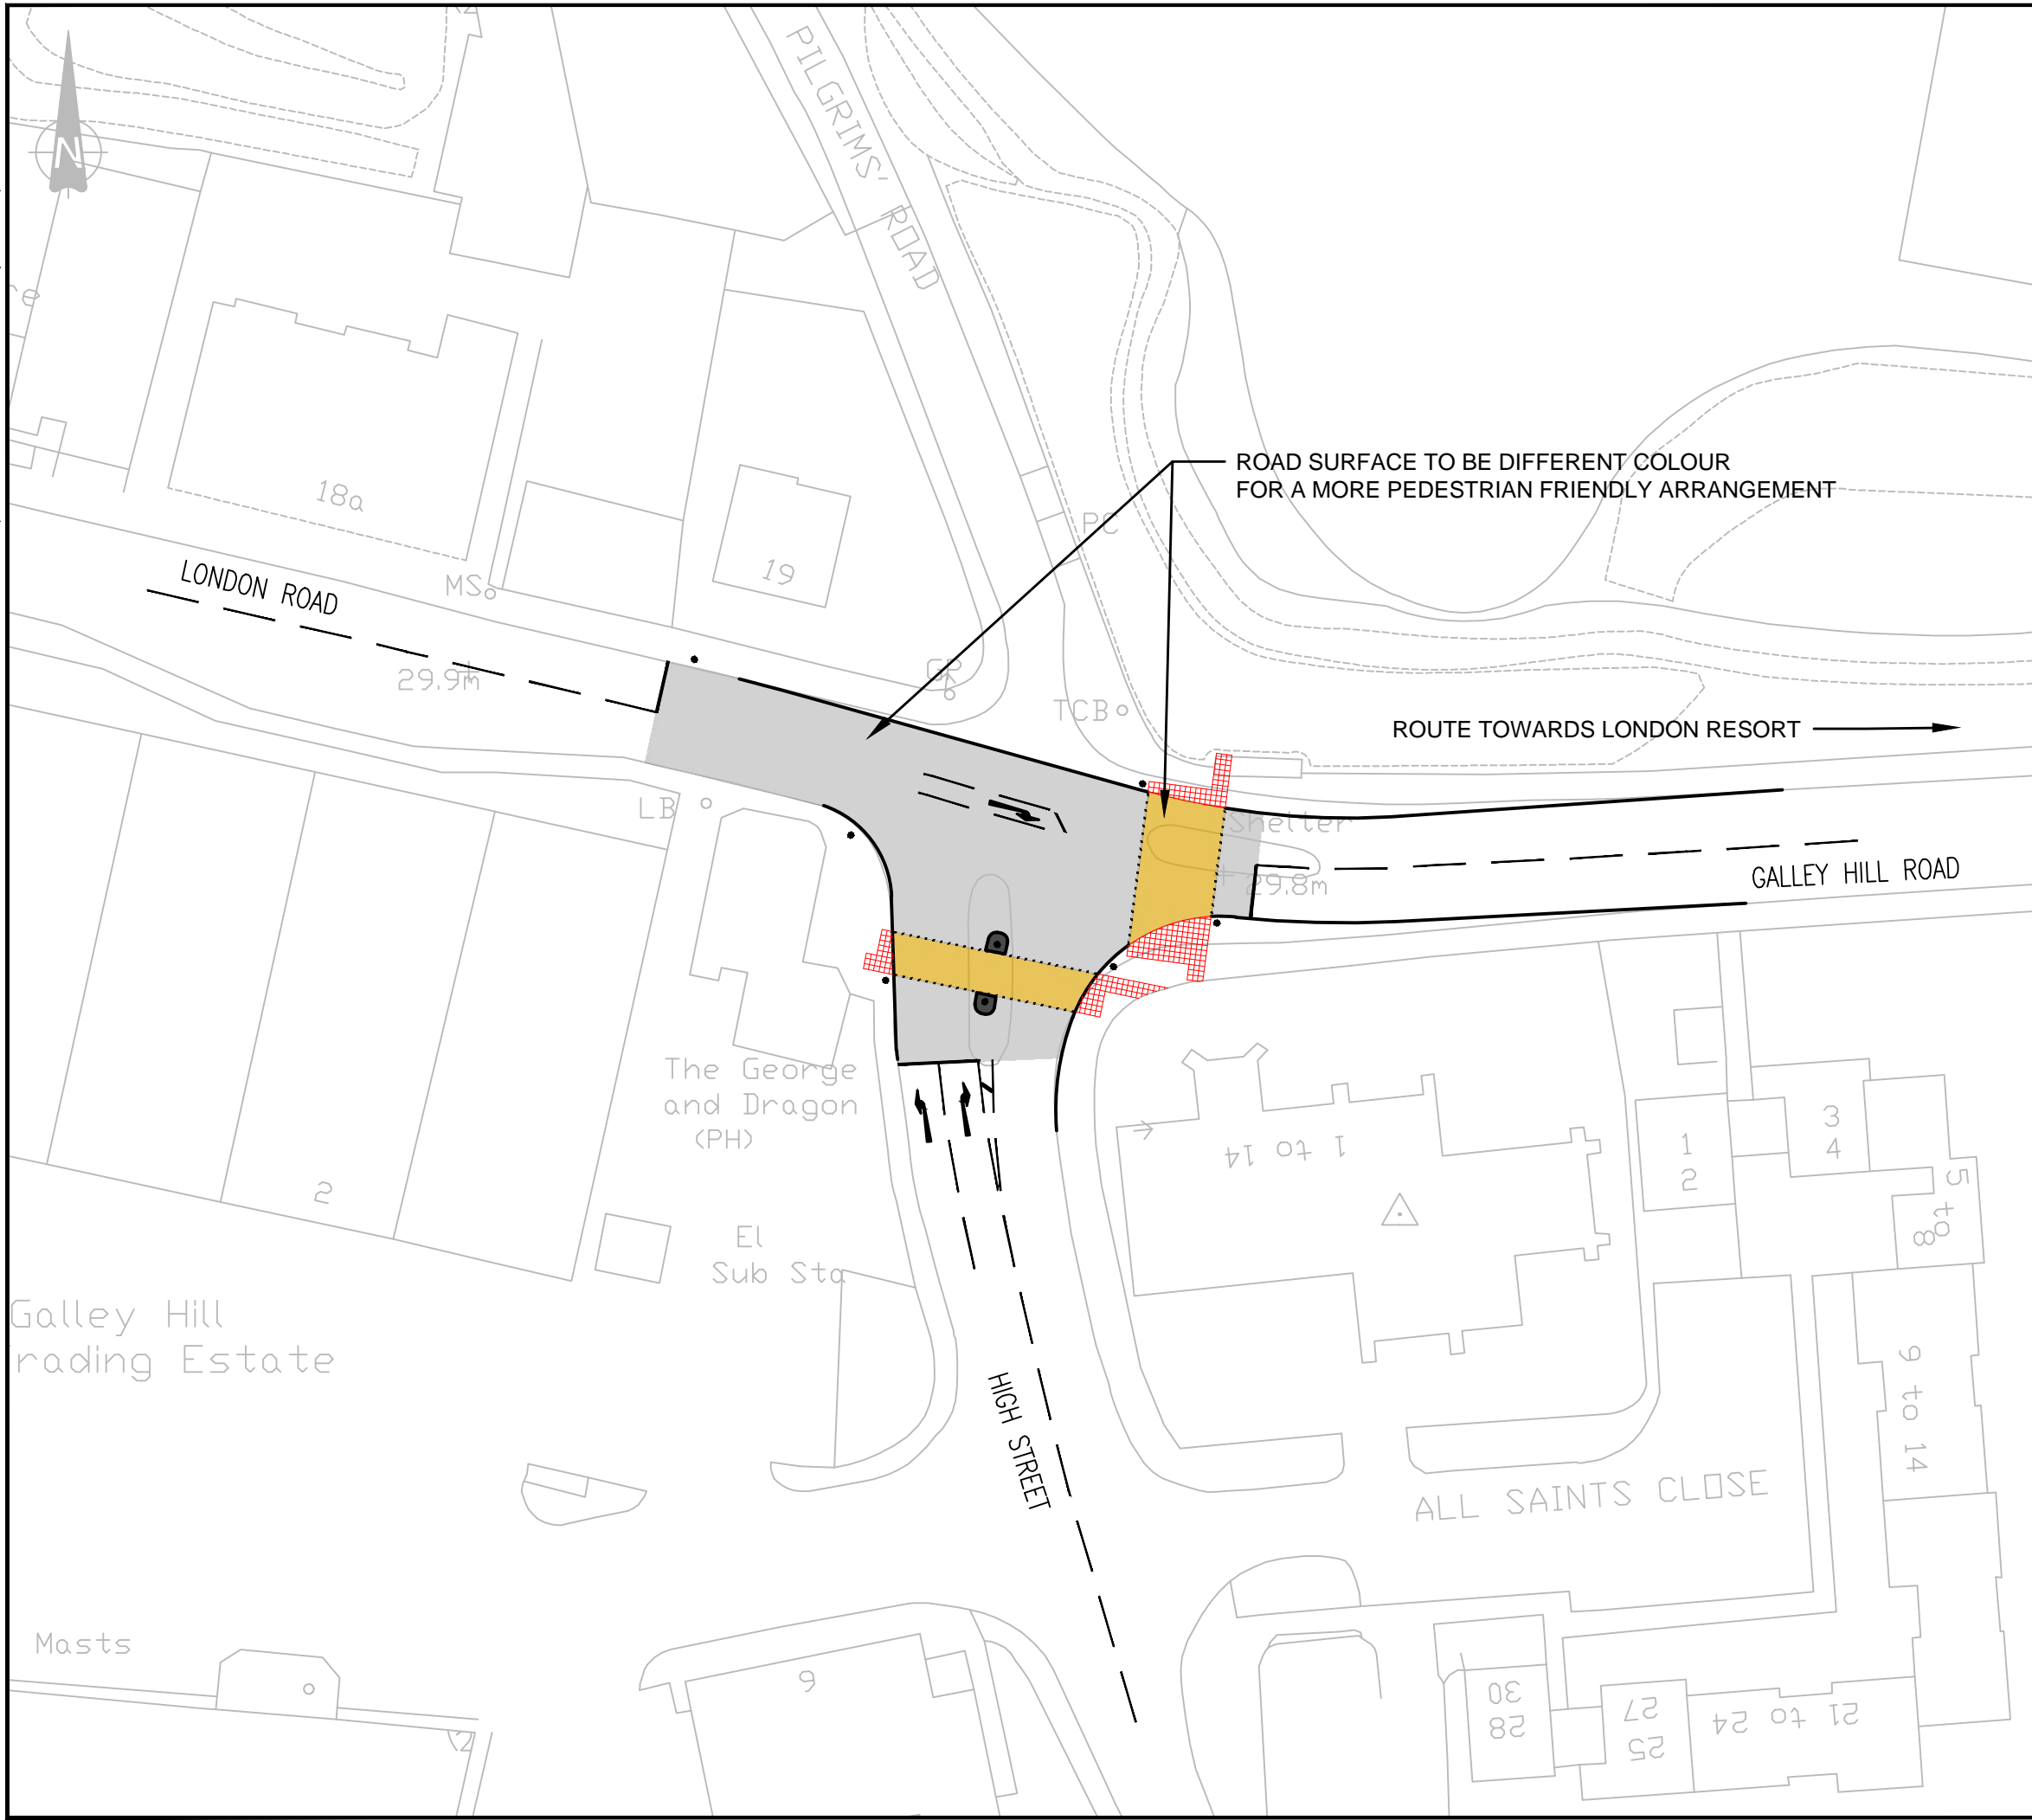 N
PILGRIMS' ROAD
ROAD SURFACE TO BE DIFFERENT COLOUR
FOR A MORE PEDESTRIAN FRIENDLY ARRANGEMENT
18a
PC
19
LONDON ROAD
MS
29.9m
GP
TCB
ROUTE TOWARDS LONDON RESORT
LB
Shelter
29.8m
GALLEY HILL ROAD
The George
and Dragon
(PH)
1 to 14
1
2
3
4
5 to 8
2
El
Sub Sta
Galley Hill
rading Estate
9 to 14
HIGH STREET
ALL SAINTS CLOSE
Masts
9
30
28
27
25
21 to 24